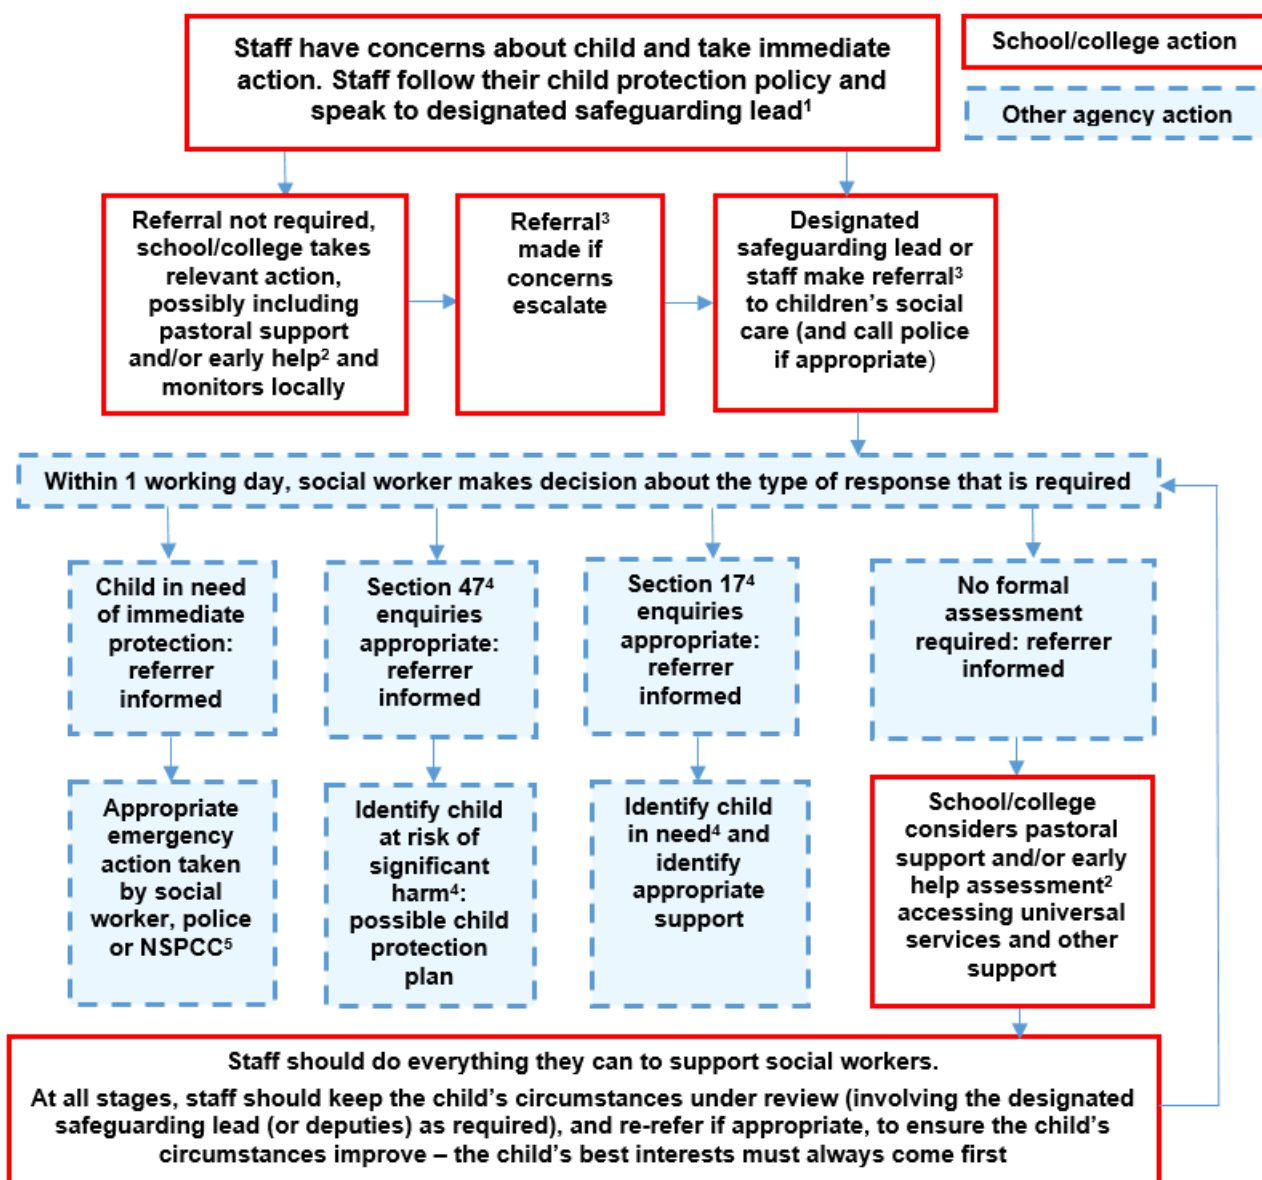 Staff have concerns about child and take immediate
action. Staff follow their child protection policy and
speak to designated safeguarding lead¹
School/college action
Other agency action
Referral not required,
school/college takes
relevant action,
possibly including
pastoral support
and/or early help² and
monitors locally
Referral³
made if
concerns
escalate
Designated
safeguarding lead or
staff make referral³
to children’s social
care (and call police
if appropriate)
Within 1 working day, social worker makes decision about the type of response that is required
Child in need
of immediate
protection:
referrer
informed
Section 47⁴
enquiries
appropriate:
referrer
informed
Section 17⁴
enquiries
appropriate:
referrer
informed
No formal
assessment
required: referrer
informed
Appropriate
emergency
action taken
by social
worker, police
or NSPCC⁵
Identify child
at risk of
significant
harm⁴:
possible child
protection
plan
Identify child
in need⁴ and
identify
appropriate
support
School/college
considers pastoral
support and/or early
help assessment²
accessing universal
services and other
support
Staff should do everything they can to support social workers.
At all stages, staff should keep the child’s circumstances under review (involving the designated
safeguarding lead (or deputies) as required), and re-refer if appropriate, to ensure the child’s
circumstances improve – the child’s best interests must always come first